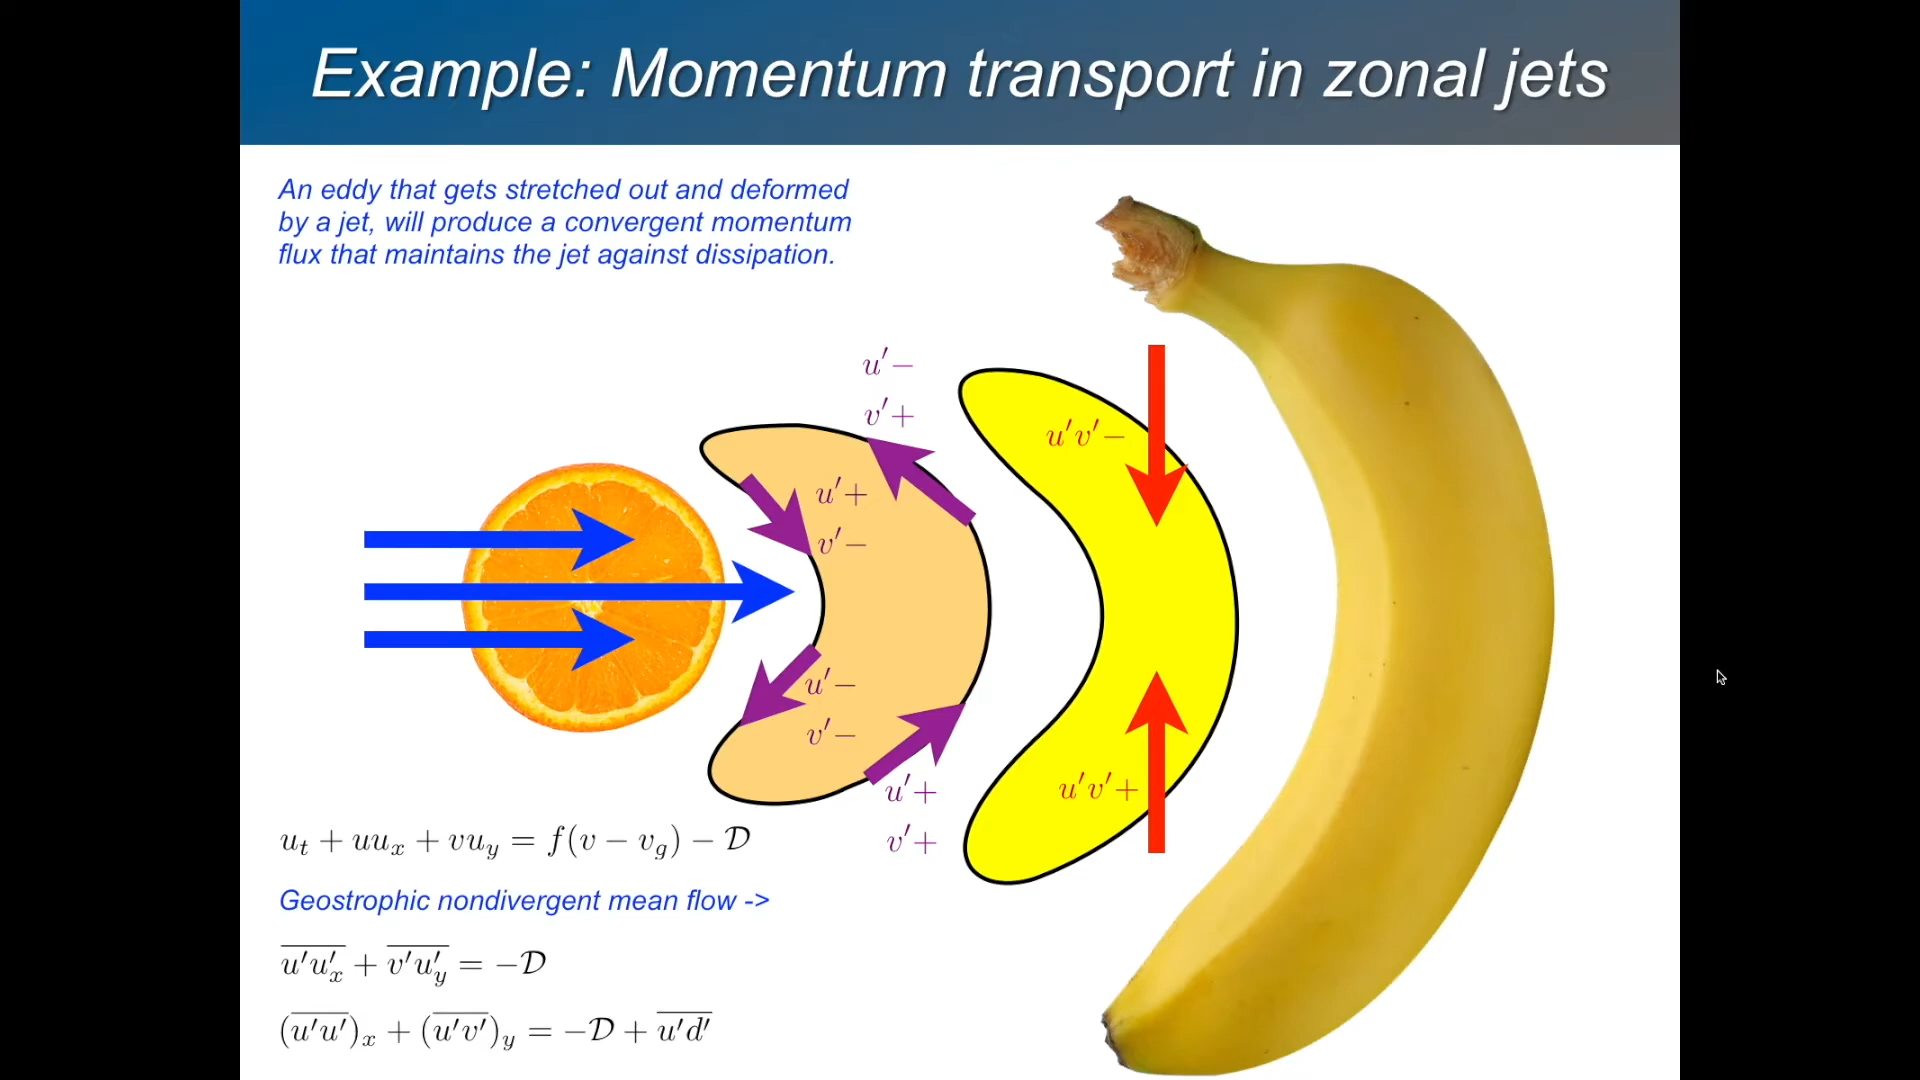 Example: Momentum transport in zonal jets
An eddy that gets stretched out and deformed
by a jet, will produce a convergent momentum
flux that maintains the jet against dissipation.
u′−
v′+
u′+
v′−
u′−
v′−
u′+
v′+
u′v′−
u′v′+
u_t + uu_x + vu_y = f(v − v_g) − 𝒟
Geostrophic nondivergent mean flow ->
\overline{u′u′_x} + \overline{v′u′_y} = −𝒟
(\overline{u′u′})_x + (\overline{u′v′})_y = −𝒟 + \overline{u′d′}